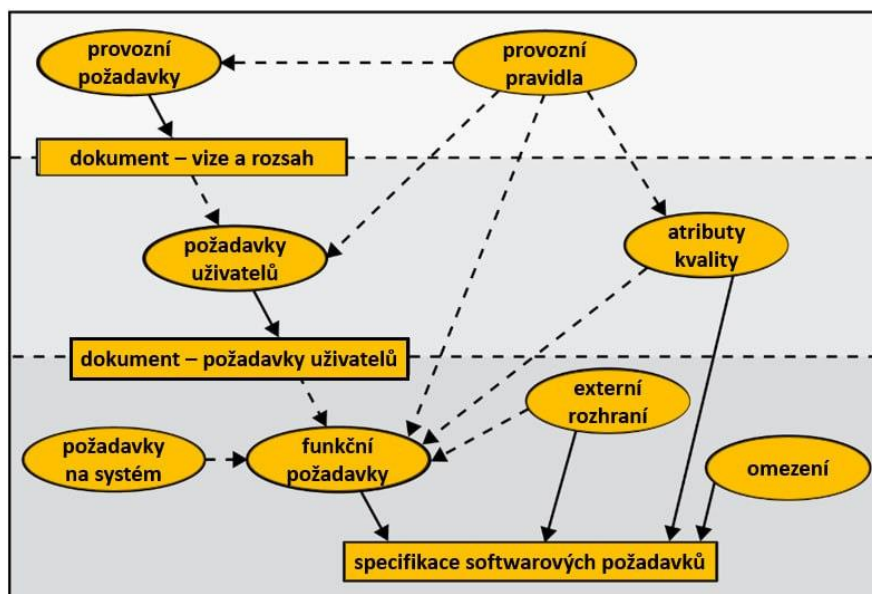 provozní
požadavky
provozní
pravidla
dokument – vize a rozsah
požadavky
uživatelů
atributy
kvality
dokument – požadavky uživatelů
externí
rozhraní
požadavky
na systém
funkční
požadavky
omezení
specifikace softwarových požadavků